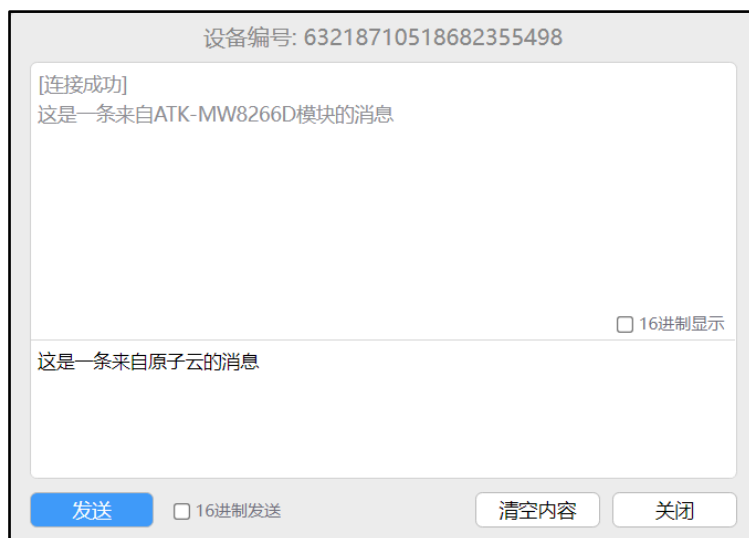 设备编号: 63218710518682355498
[连接成功]
这是一条来自ATK-MW8266D模块的消息
16进制显示
这是一条来自原子云的消息
发送
16进制发送
清空内容
关闭